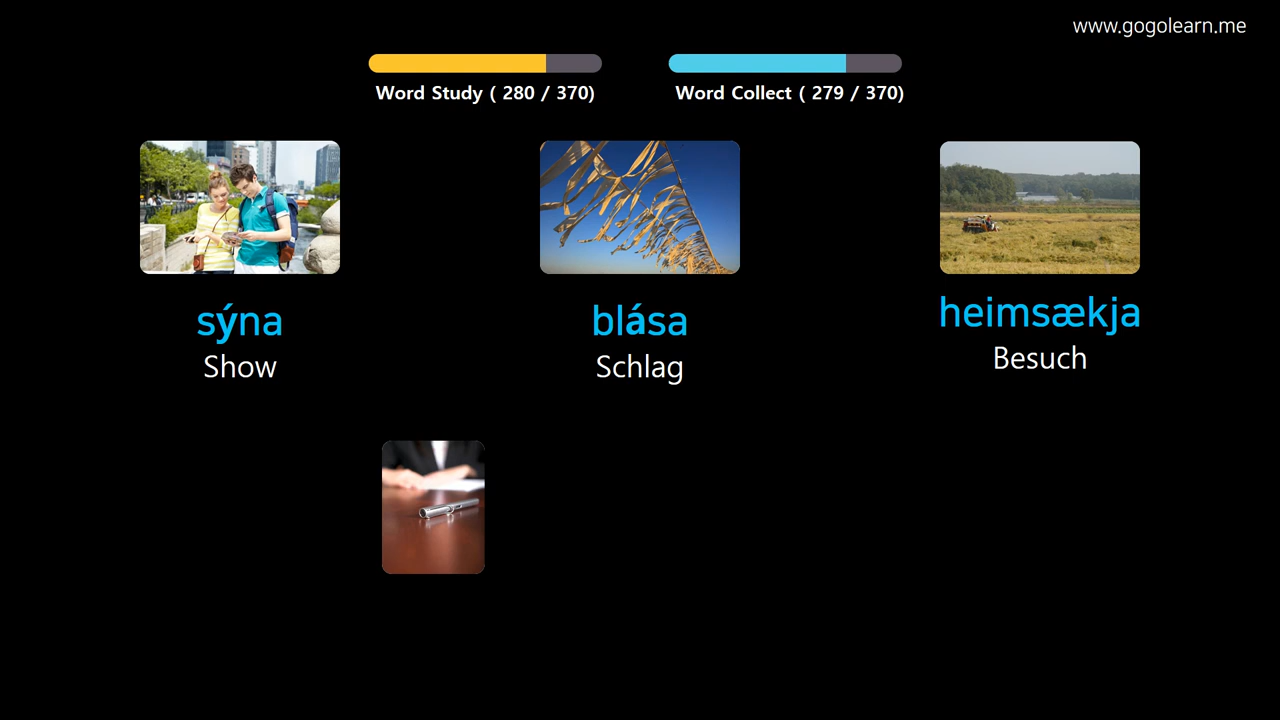 www.gogolearn.me
Word Study ( 280 / 370)
Word Collect ( 279 / 370)
sýna
Show
blása
Schlag
heimsækja
Besuch